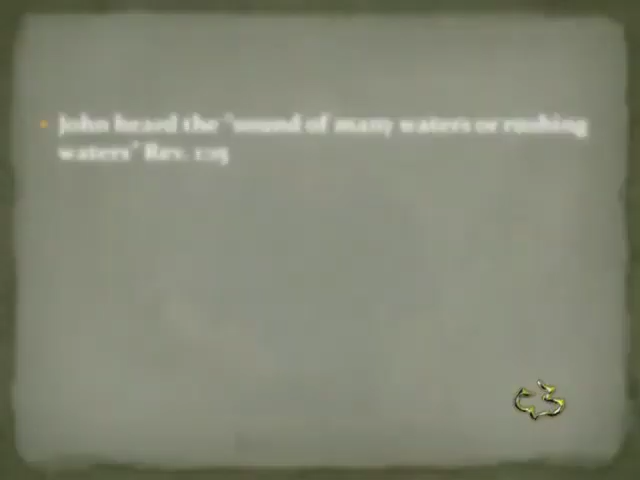 • John heard the "sound of many waters or rushing
waters" Rev. 1:15